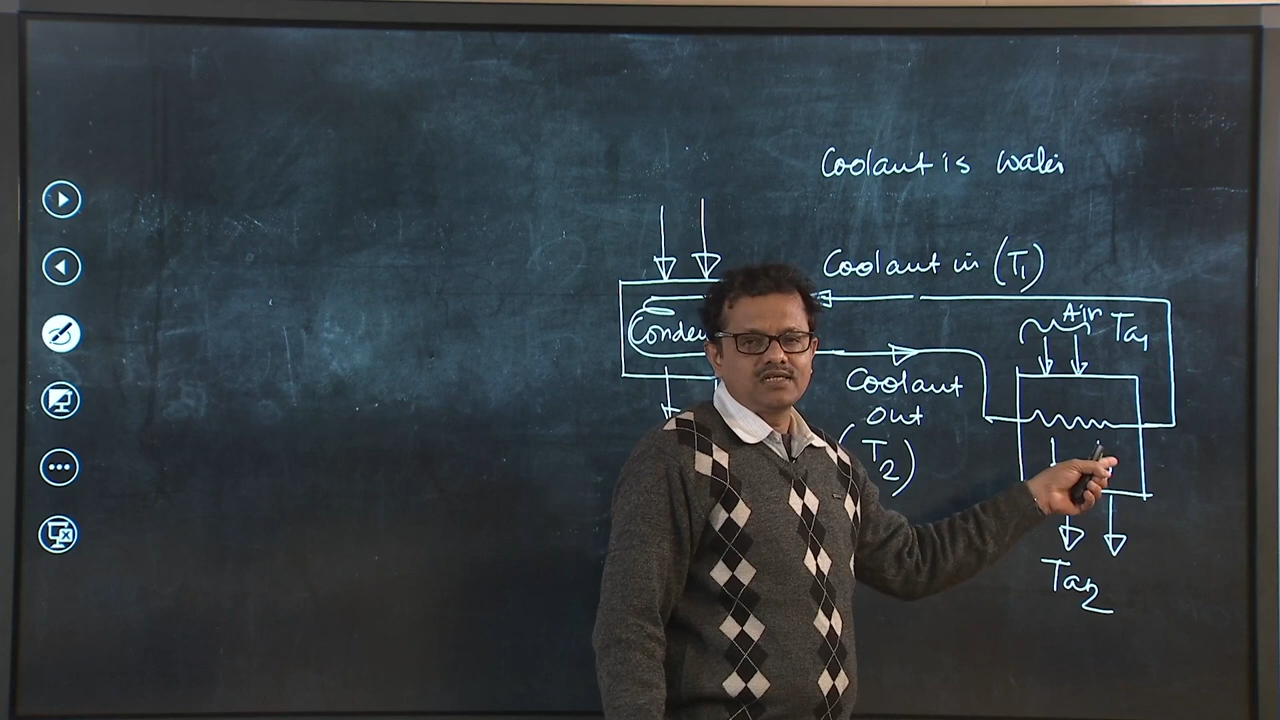 Coolant is water
Coolant in (T1)
Air Ta1
Conden
Coolant
out
(T2)
Ta2